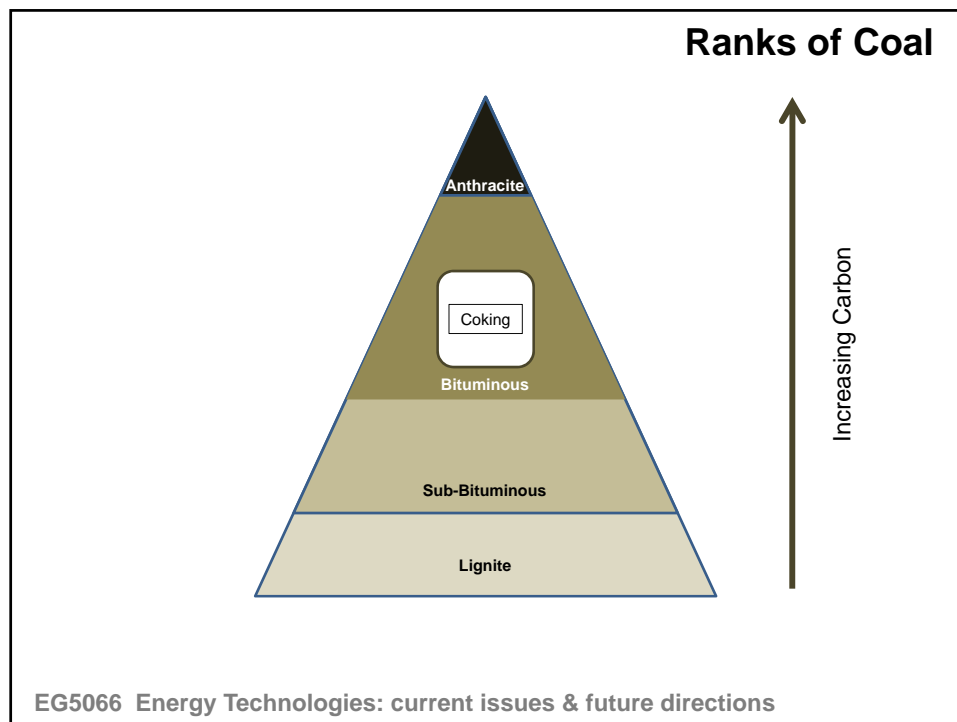 Ranks of Coal
Anthracite
Coking
Bituminous
Sub-Bituminous
Lignite
Increasing Carbon
EG5066 Energy Technologies: current issues & future directions